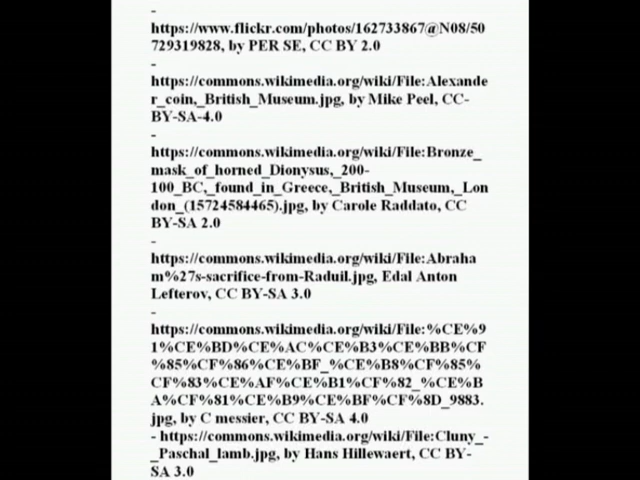 -
https://www.flickr.com/photos/162733867@N08/50
729319828, by PER SE, CC BY 2.0
-
https://commons.wikimedia.org/wiki/File:Alexande
r_coin,_British_Museum.jpg, by Mike Peel, CC-
BY-SA-4.0
-
https://commons.wikimedia.org/wiki/File:Bronze_
mask_of_horned_Dionysus,_200-
100_BC,_found_in_Greece,_British_Museum,_Lon
don_(15724584465).jpg, by Carole Raddato, CC
BY-SA 2.0
-
https://commons.wikimedia.org/wiki/File:Abraha
m%27s-sacrifice-from-Raduil.jpg, Edal Anton
Lefterov, CC BY-SA 3.0
-
https://commons.wikimedia.org/wiki/File:%CE%9
1%CE%BD%CE%AC%CE%B3%CE%BB%CF
%85%CF%86%CE%BF_%CE%B8%CF%85%
CF%83%CE%AF%CE%B1%CF%82_%CE%B
A%CF%81%CE%B9%CE%BF%CF%8D_9883.
jpg, by C messier, CC BY-SA 4.0
- https://commons.wikimedia.org/wiki/File:Cluny_-
_Paschal_lamb.jpg, by Hans Hillewaert, CC BY-
SA 3.0